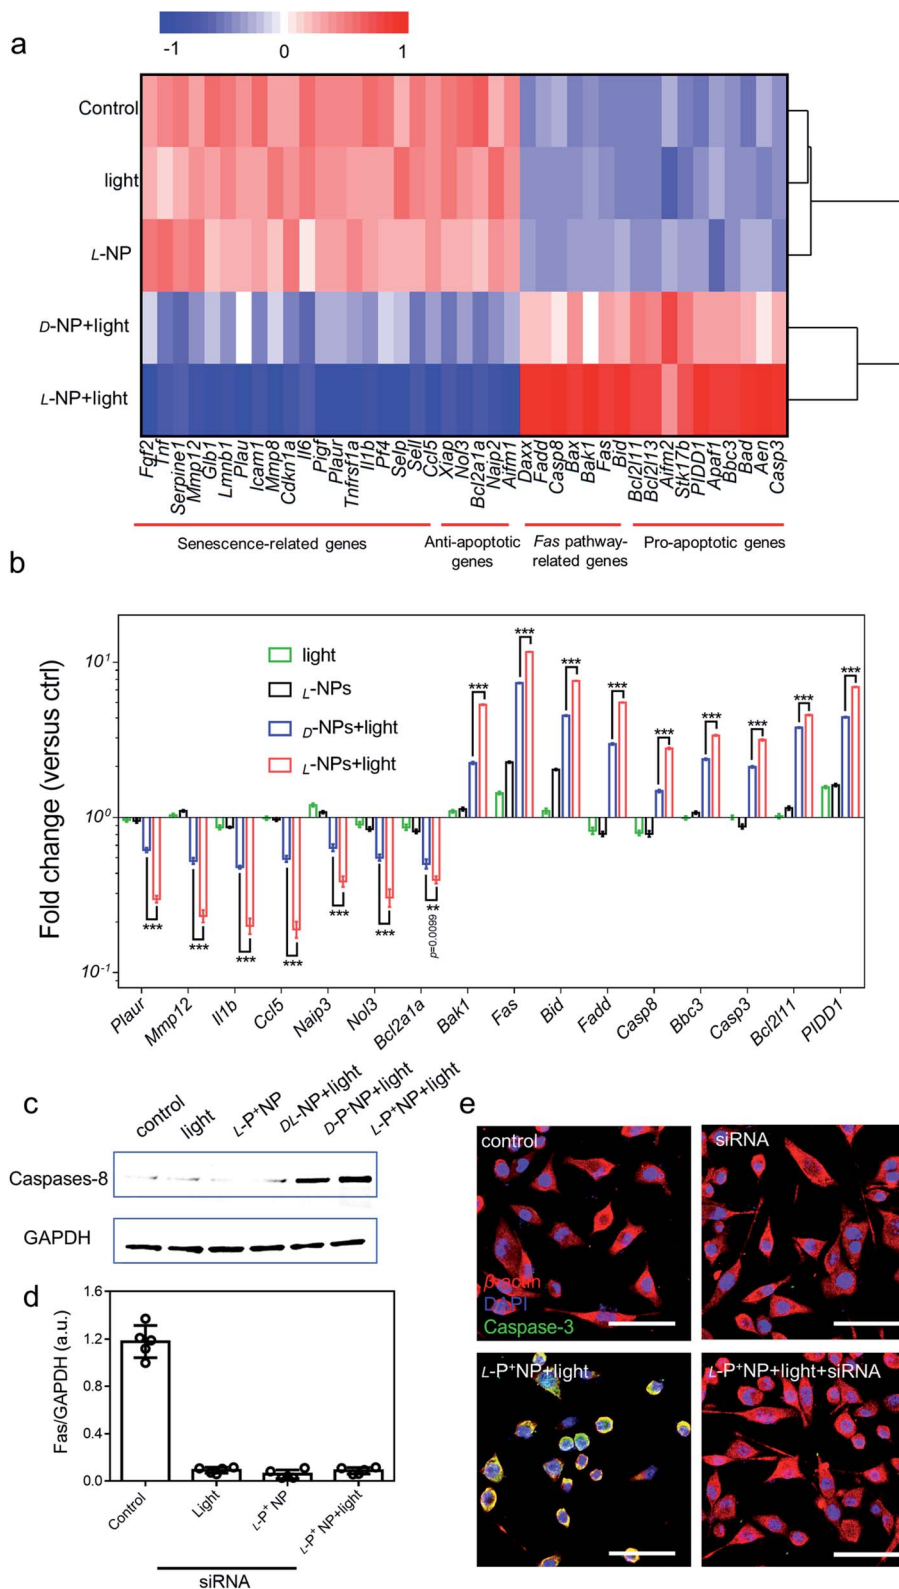 a
-1 0 1
Control
light
L-NP
D-NP+light
L-NP+light
Fgf2 Tnf Serpine1 Mmp12 Glb1 Lmnb1 Plau Icam1 Mmp8 Cdkn1a Il6 Pigf Plaur Tnfrsf1a Il1b Pf4 Selp Sell Ccl5 Xiap Nol3 Bcl2a1a Naip2 Aifm1 Daxx Fadd Casp8 Bax Bak1 Fas Bid Bcl2l11 Bcl2l13 Aifm2 Stk17b PIDD1 Apaf1 Bbc3 Bad Aen Casp3
Senescence-related genes
Anti-apoptotic
genes
Fas pathway-
related genes
Pro-apoptotic genes
b
Fold change (versus ctrl)
10¹
10⁰
10⁻¹
light
L-NPs
D-NPs+light
L-NPs+light
*** *** *** *** *** *** **
p=0.0099
*** *** *** *** *** *** *** *** ***
Plaur Mmp12 Il1b Ccl5 Naip3 Nol3 Bcl2a1a Bak1 Fas Bid Fadd Casp8 Bbc3 Casp3 Bcl2l11 PIDD1
c
control light L-P⁺NP DL-NP+light D-P⁻NP+light L-P⁺NP+light
Caspases-8
GAPDH
d
Fas/GAPDH (a.u.)
1.6
1.2
0.8
0.4
0.0
Control Light L-P⁺ NP L-P⁺ NP+light
siRNA
e
control
β-actin
DAPI
Caspase-3
siRNA
L-P⁺NP+light
L-P⁺NP+light+siRNA